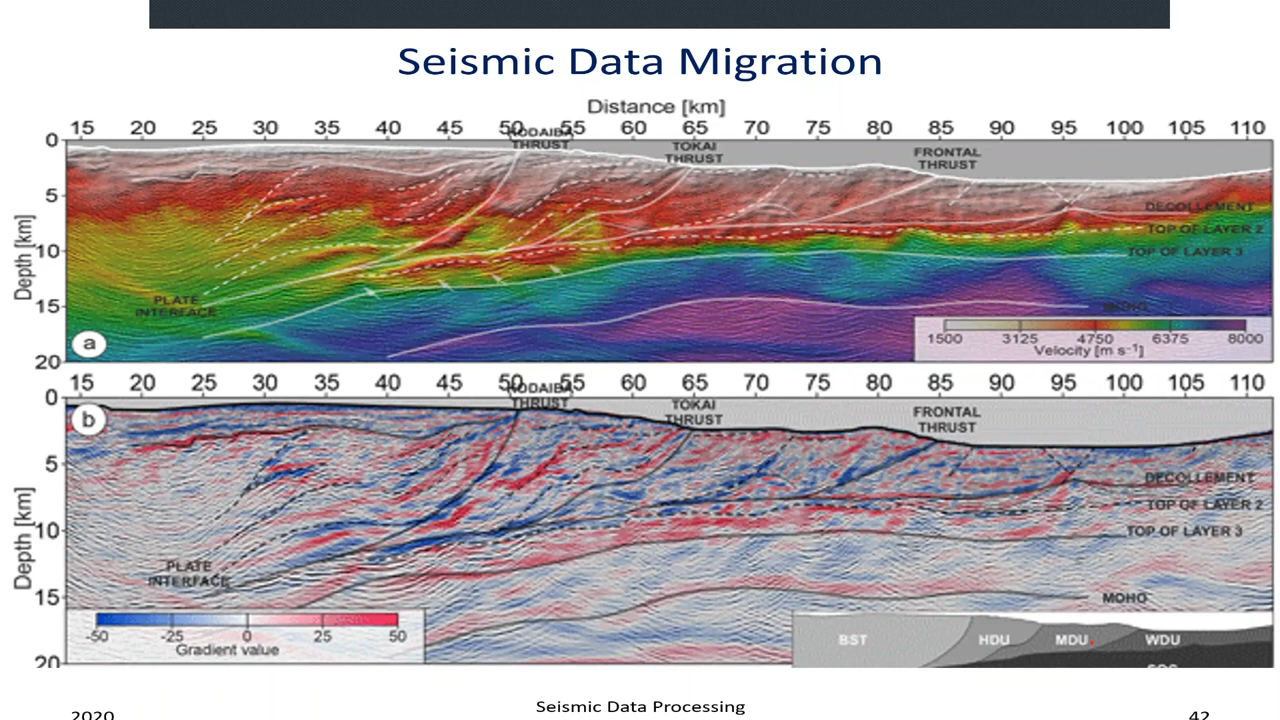 Seismic Data Migration
Distance [km]
15 20 25 30 35 40 45 50 55 60 65 70 75 80 85 90 95 100 105 110
KODAIBA
THRUST
TOKAI
THRUST
FRONTAL
THRUST
0
5
10
15
20
Depth [km]
DECOLLEMENT
TOP OF LAYER 2
TOP OF LAYER 3
PLATE
INTERFACE
MOHO
a
1500 3125 4750 6375 8000
Velocity [m s⁻¹]
15 20 25 30 35 40 45 50 55 60 65 70 75 80 85 90 95 100 105 110
KODAIBA
THRUST
TOKAI
THRUST
FRONTAL
THRUST
b
0
5
10
15
20
Depth [km]
DECOLLEMENT
TOP OF LAYER 2
TOP OF LAYER 3
PLATE
INTERFACE
MOHO
-50 -25 0 25 50
Gradient value
BST HDU MDU WDU
2020
Seismic Data Processing
42